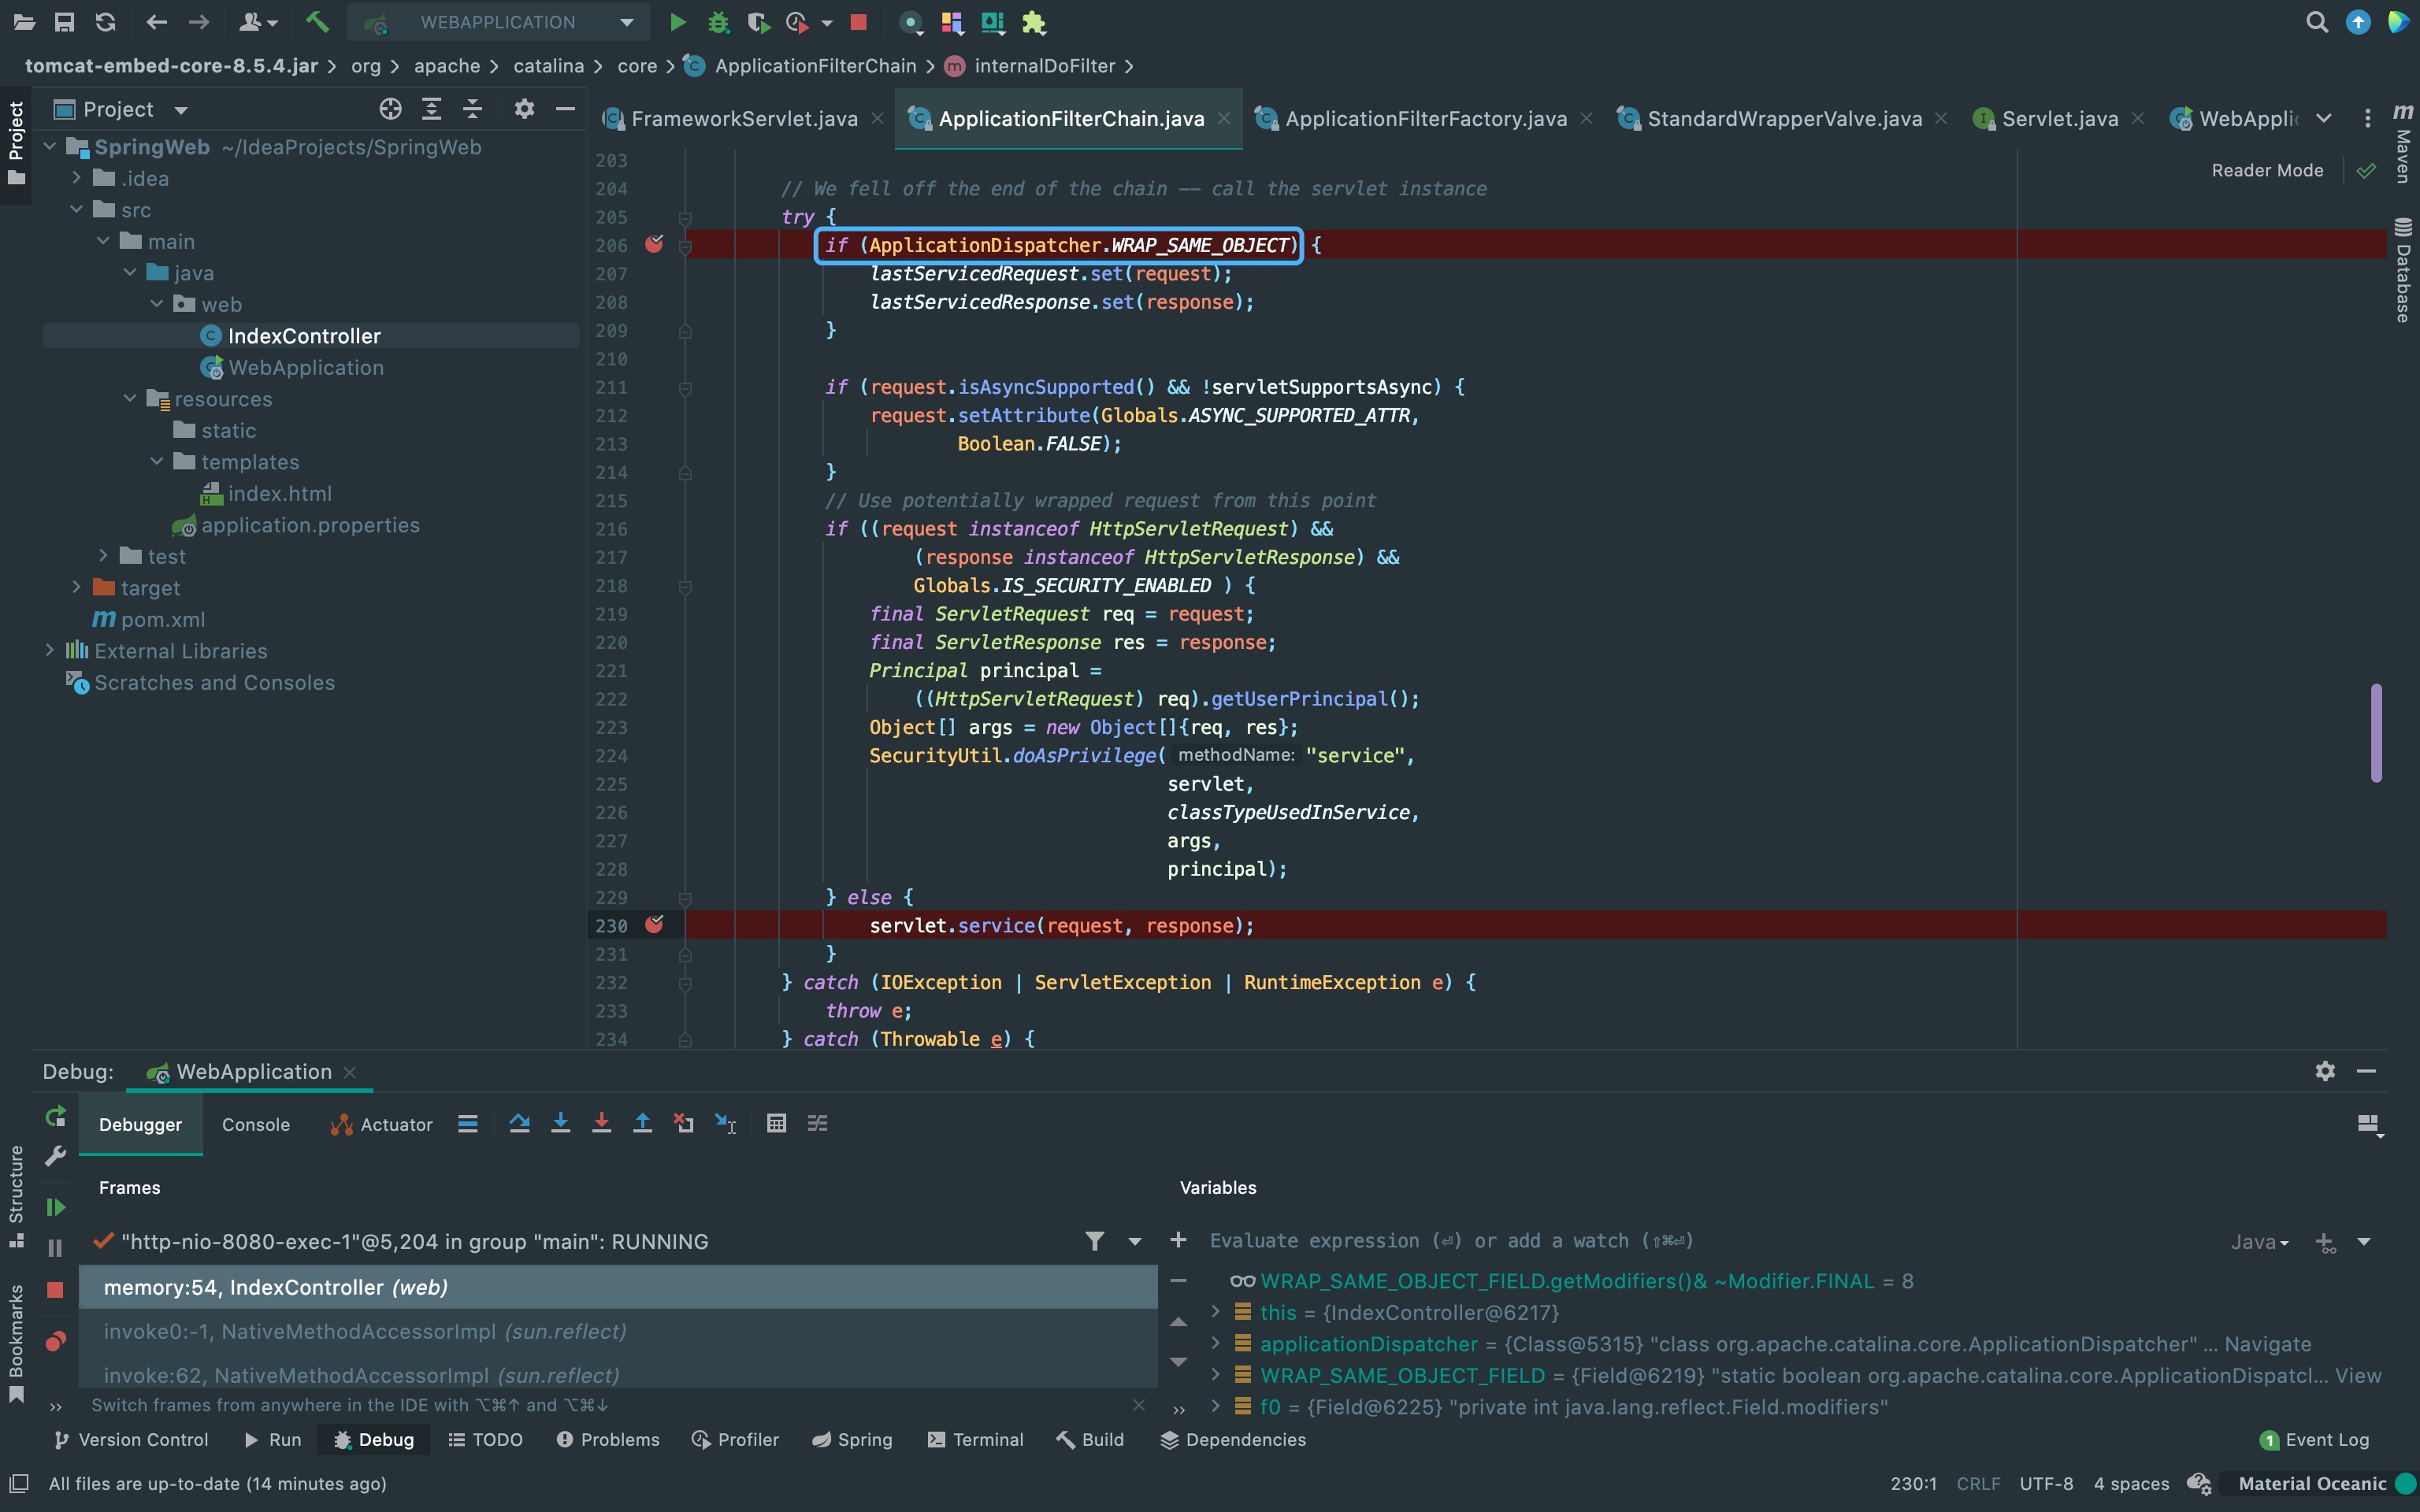 WEBAPPLICATION
tomcat-embed-core-8.5.4.jar > org > apache > catalina > core > ApplicationFilterChain > internalDoFilter >
Project
Project
SpringWeb ~/IdeaProjects/SpringWeb
.idea
src
main
java
web
IndexController
WebApplication
resources
static
templates
index.html
application.properties
test
target
pom.xml
External Libraries
Scratches and Consoles
FrameworkServlet.java
ApplicationFilterChain.java
ApplicationFilterFactory.java
StandardWrapperValve.java
Servlet.java
WebAppli
Reader Mode
Maven
Database
203
204 // We fell off the end of the chain -- call the servlet instance
205 try {
206 if (ApplicationDispatcher.WRAP_SAME_OBJECT) {
207 lastServicedRequest.set(request);
208 lastServicedResponse.set(response);
209 }
210
211 if (request.isAsyncSupported() && !servletSupportsAsync) {
212 request.setAttribute(Globals.ASYNC_SUPPORTED_ATTR,
213 Boolean.FALSE);
214 }
215 // Use potentially wrapped request from this point
216 if ((request instanceof HttpServletRequest) &&
217 (response instanceof HttpServletResponse) &&
218 Globals.IS_SECURITY_ENABLED ) {
219 final ServletRequest req = request;
220 final ServletResponse res = response;
221 Principal principal =
222 ((HttpServletRequest) req).getUserPrincipal();
223 Object[] args = new Object[]{req, res};
224 SecurityUtil.doAsPrivilege( methodName: "service",
225 servlet,
226 classTypeUsedInService,
227 args,
228 principal);
229 } else {
230 servlet.service(request, response);
231 }
232 } catch (IOException | ServletException | RuntimeException e) {
233 throw e;
234 } catch (Throwable e) {
Debug: WebApplication
Debugger Console Actuator
Structure
Bookmarks
Frames
"http-nio-8080-exec-1"@5,204 in group "main": RUNNING
memory:54, IndexController (web)
invoke0:-1, NativeMethodAccessorImpl (sun.reflect)
invoke:62, NativeMethodAccessorImpl (sun.reflect)
Switch frames from anywhere in the IDE with ⌥⌘↑ and ⌥⌘↓
Variables
Evaluate expression (⏎) or add a watch (⇧⌘⏎)
Java
WRAP_SAME_OBJECT_FIELD.getModifiers()& ~Modifier.FINAL = 8
this = {IndexController@6217}
applicationDispatcher = {Class@5315} "class org.apache.catalina.core.ApplicationDispatcher" ... Navigate
WRAP_SAME_OBJECT_FIELD = {Field@6219} "static boolean org.apache.catalina.core.ApplicationDispatcl... View
f0 = {Field@6225} "private int java.lang.reflect.Field.modifiers"
Version Control Run Debug TODO Problems Profiler Spring Terminal Build Dependencies
1 Event Log
All files are up-to-date (14 minutes ago)
230:1 CRLF UTF-8 4 spaces Material Oceanic